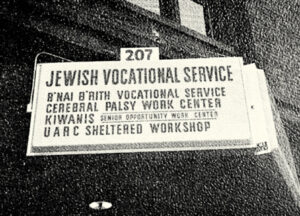 207
JEWISH VOCATIONAL SERVICE
B'NAI B'RITH VOCATIONAL SERVICE
CEREBRAL PALSY WORK CENTER
KIWANIS SENIOR OPPORTUNITY WORK CENTER
U A R C SHELTERED WORKSHOP